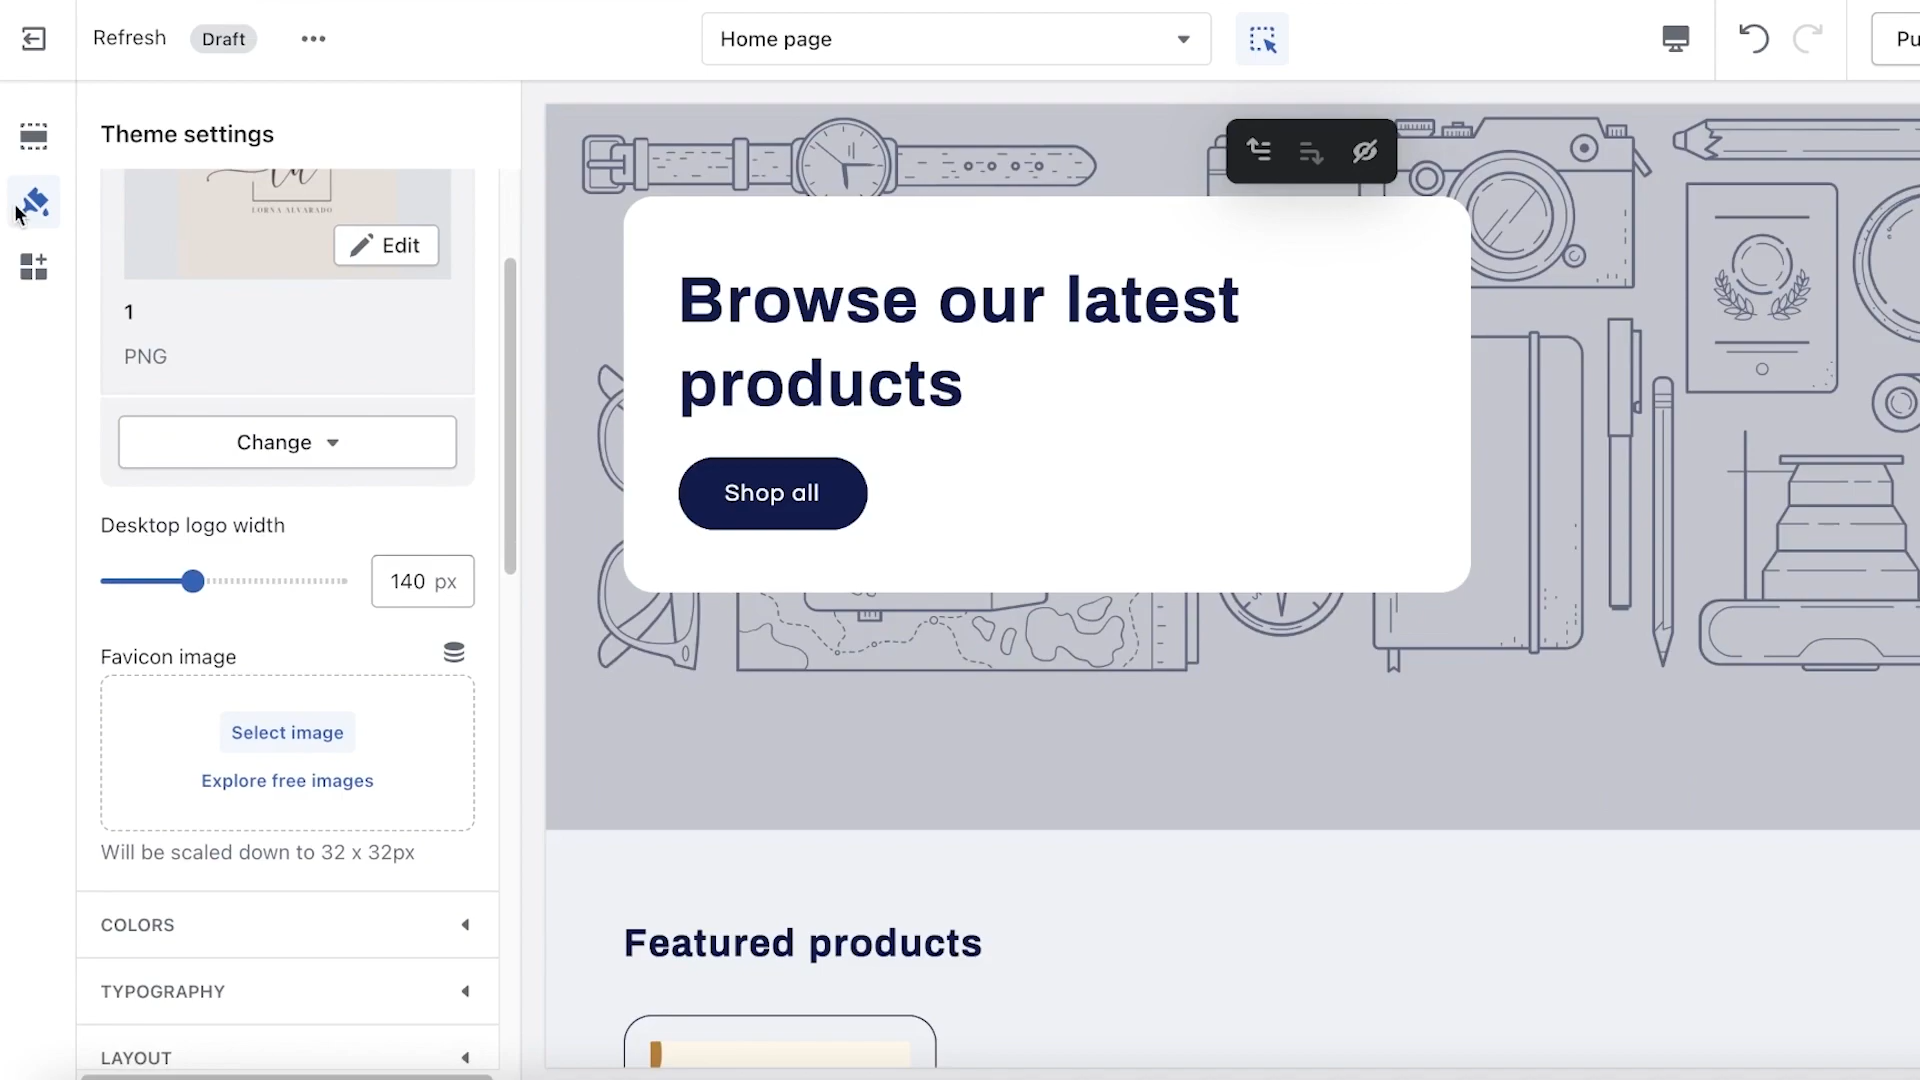 Refresh
Draft
Home page
Pu
Theme settings
LORNA ALVARADO
Edit
1
PNG
Change
Desktop logo width
140 px
Favicon image
Select image
Explore free images
Will be scaled down to 32 x 32px
COLORS
TYPOGRAPHY
LAYOUT
Browse our latest
products
Shop all
Featured products